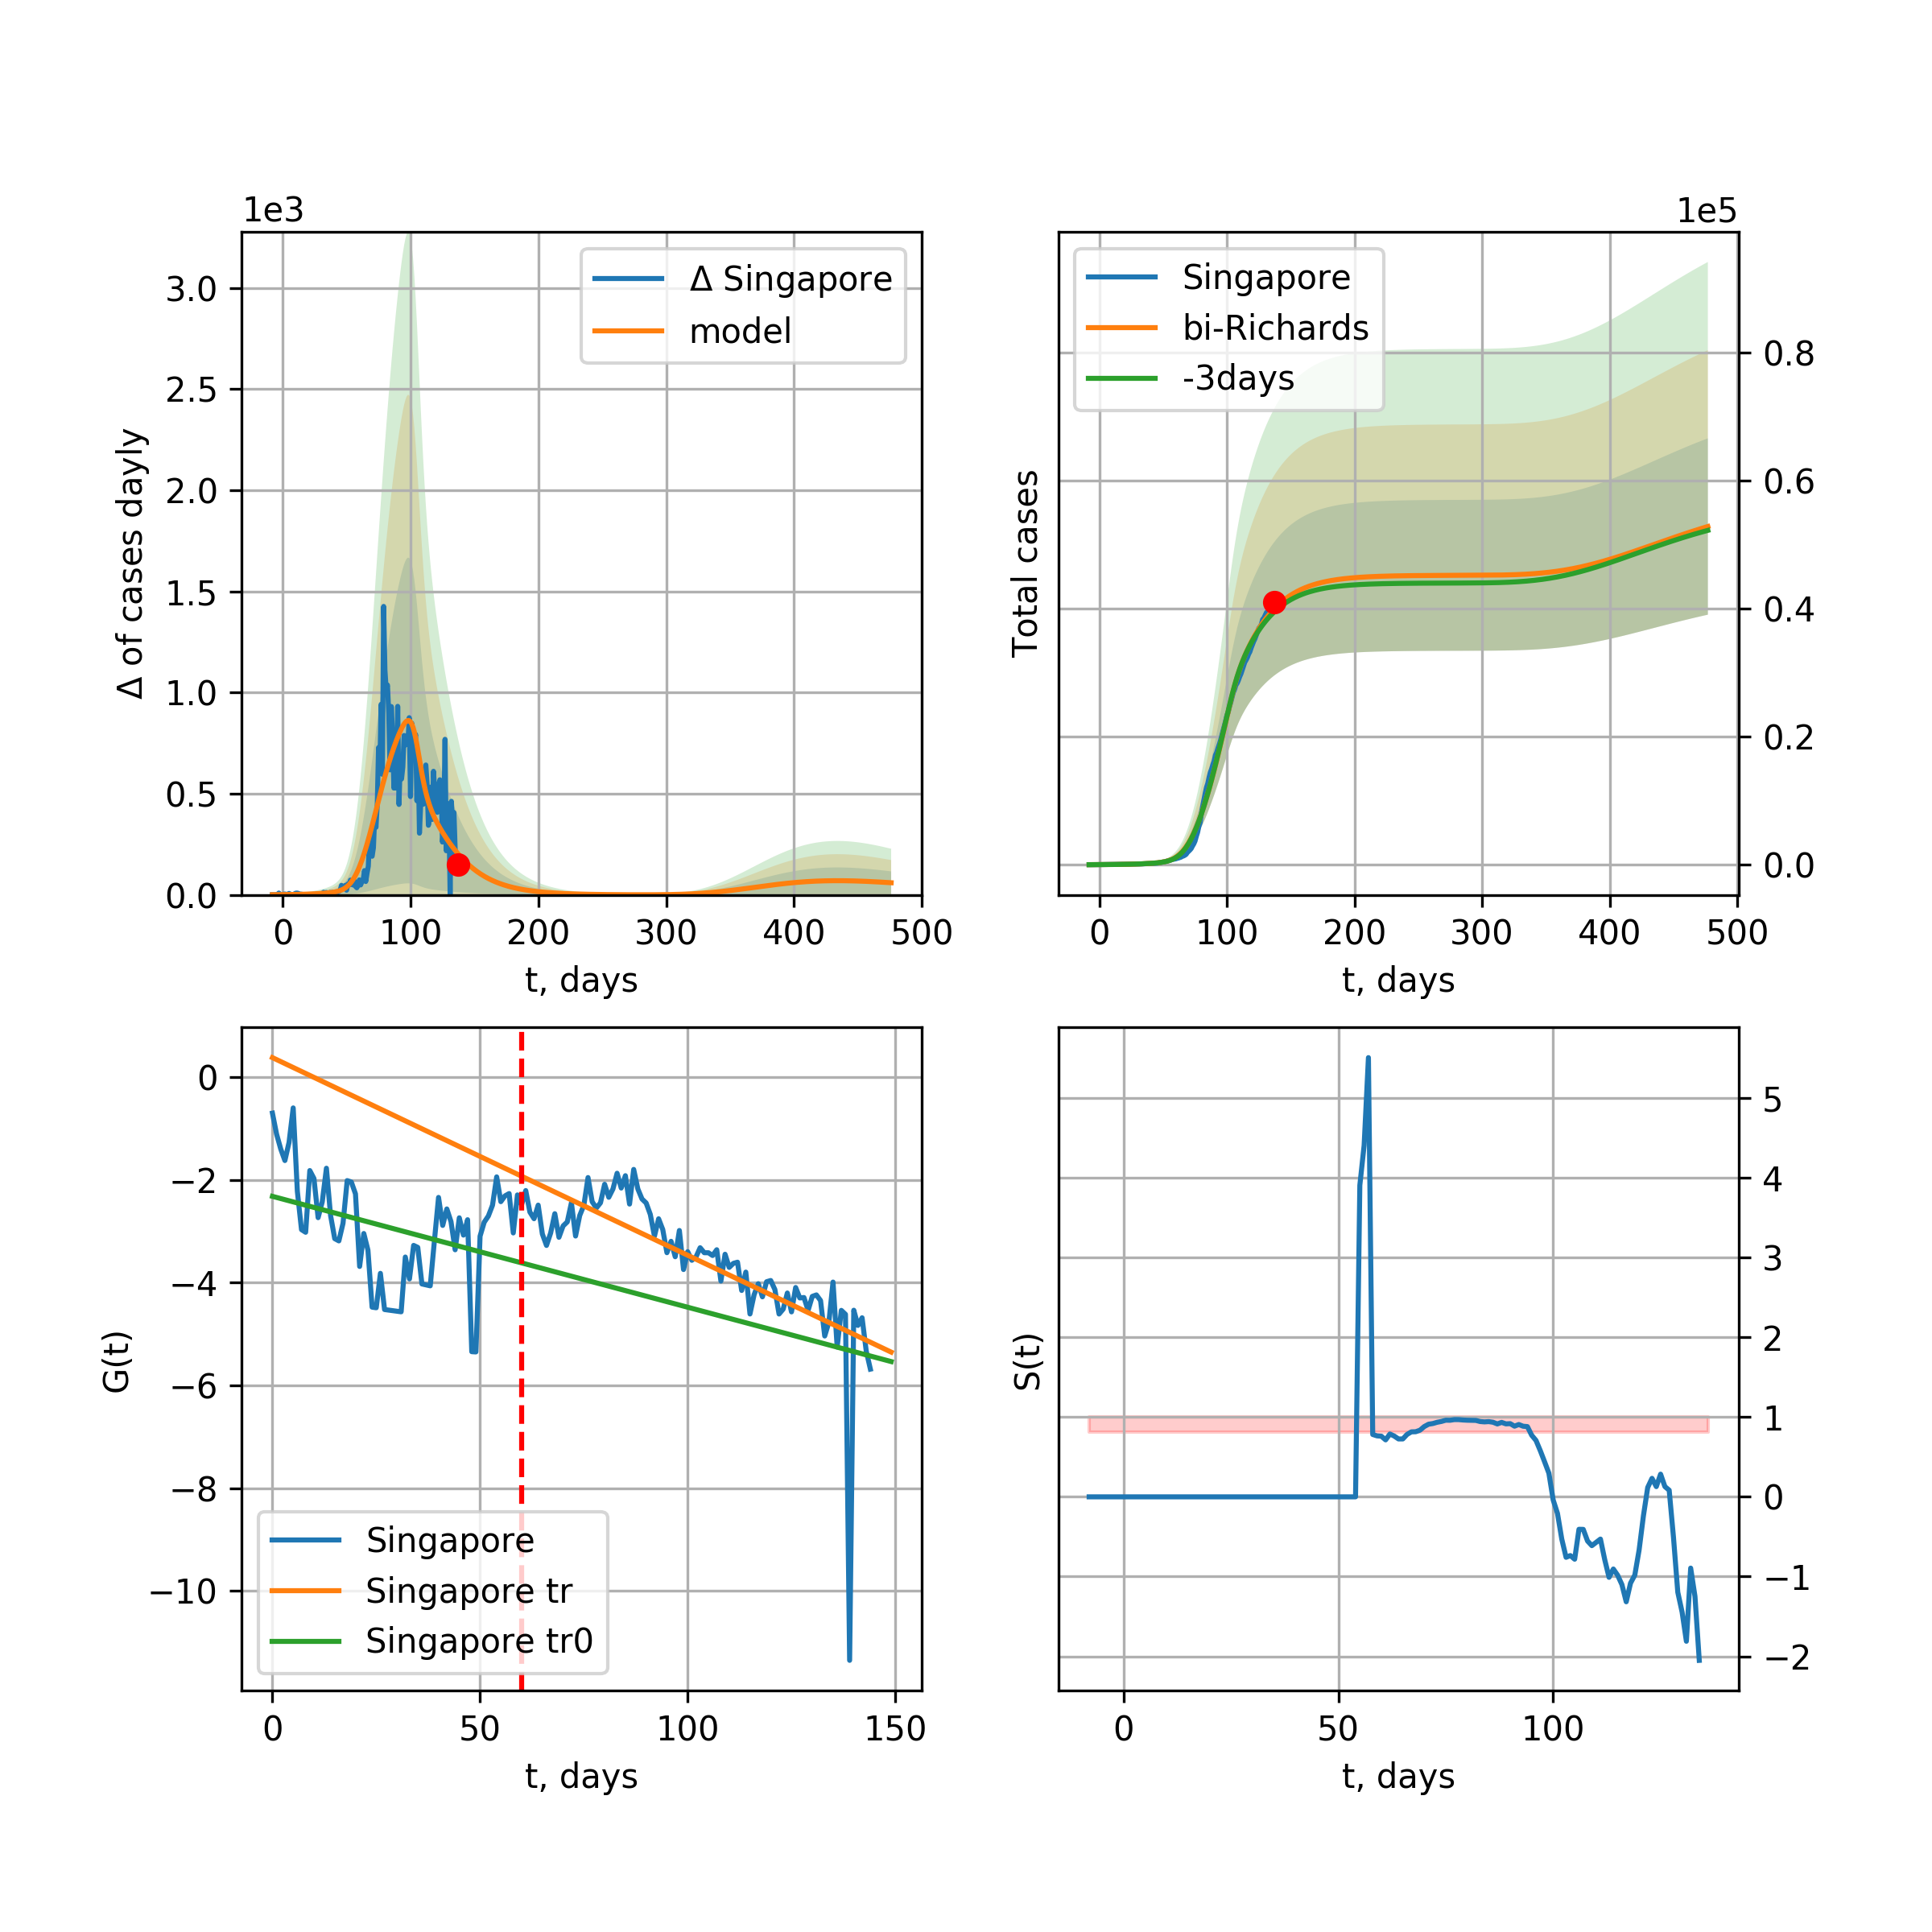 1e3
3.0
2.5
2.0
1.5
1.0
0.5
0.0
Δ of cases dayly
Δ Singapore
model
0 100 200 300 400 500
t, days
1e5
Total cases
Singapore
bi-Richards
-3days
0.8
0.6
0.4
0.2
0.0
0 100 200 300 400 500
t, days
G(t)
0
−2
−4
−6
−8
−10
Singapore
Singapore tr
Singapore tr0
0 50 100 150
t, days
S(t)
5
4
3
2
1
0
−1
−2
0 50 100
t, days